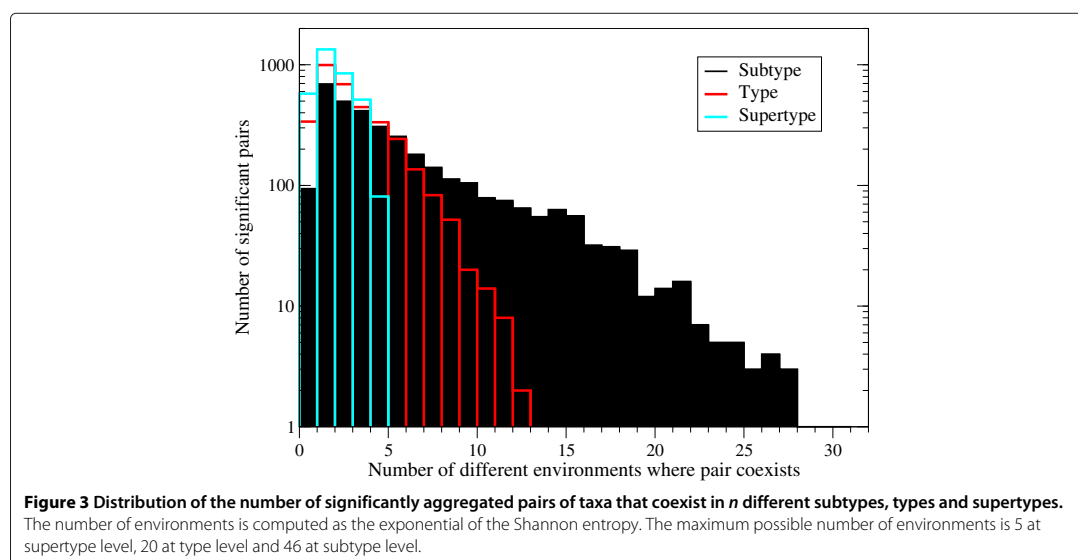 1000
100
10
1
Number of significant pairs
Subtype
Type
Supertype
0 5 10 15 20 25 30
Number of different environments where pair coexists
Figure 3 Distribution of the number of significantly aggregated pairs of taxa that coexist in n different subtypes, types and supertypes.
The number of environments is computed as the exponential of the Shannon entropy. The maximum possible number of environments is 5 at
supertype level, 20 at type level and 46 at subtype level.